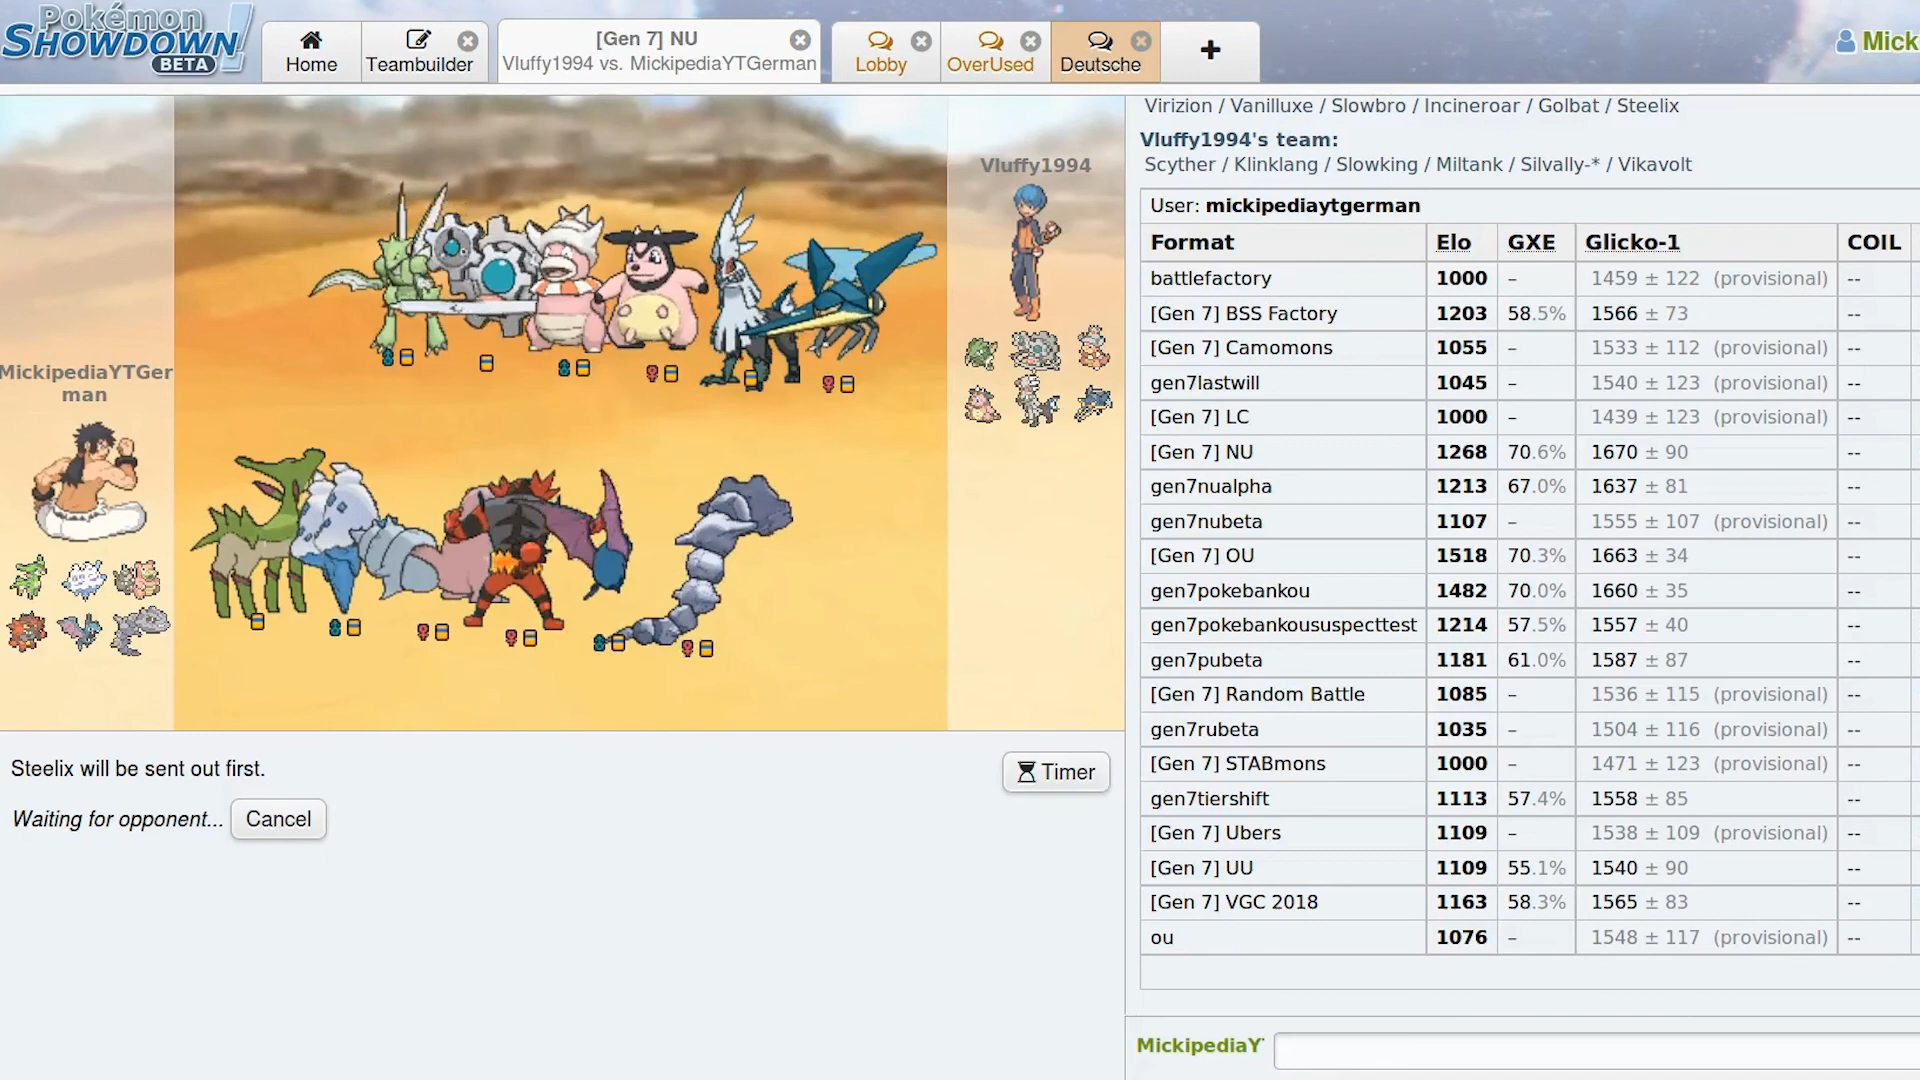 Pokémon
SHOWDOWN!
BETA
Home
Teambuilder
[Gen 7] NU
Vluffy1994 vs. MickipediaYTGerman
Lobby
OverUsed
Deutsche
Mick
Vluffy1994
MickipediaYTGer
man
Steelix will be sent out first.
Timer
Waiting for opponent...
Cancel
Virizion / Vanilluxe / Slowbro / Incineroar / Golbat / Steelix
Vluffy1994's team:
Scyther / Klinklang / Slowking / Miltank / Silvally-* / Vikavolt
User: mickipediaytgerman
Format Elo GXE Glicko-1 COIL
battlefactory 1000 – 1459 ± 122 (provisional) --
[Gen 7] BSS Factory 1203 58.5% 1566 ± 73 --
[Gen 7] Camomons 1055 – 1533 ± 112 (provisional) --
gen7lastwill 1045 – 1540 ± 123 (provisional) --
[Gen 7] LC 1000 – 1439 ± 123 (provisional) --
[Gen 7] NU 1268 70.6% 1670 ± 90 --
gen7nualpha 1213 67.0% 1637 ± 81 --
gen7nubeta 1107 – 1555 ± 107 (provisional) --
[Gen 7] OU 1518 70.3% 1663 ± 34 --
gen7pokebankou 1482 70.0% 1660 ± 35 --
gen7pokebankoususpecttest 1214 57.5% 1557 ± 40 --
gen7pubeta 1181 61.0% 1587 ± 87 --
[Gen 7] Random Battle 1085 – 1536 ± 115 (provisional) --
gen7rubeta 1035 – 1504 ± 116 (provisional) --
[Gen 7] STABmons 1000 – 1471 ± 123 (provisional) --
gen7tiershift 1113 57.4% 1558 ± 85 --
[Gen 7] Ubers 1109 – 1538 ± 109 (provisional) --
[Gen 7] UU 1109 55.1% 1540 ± 90 --
[Gen 7] VGC 2018 1163 58.3% 1565 ± 83 --
ou 1076 – 1548 ± 117 (provisional) --
MickipediaY